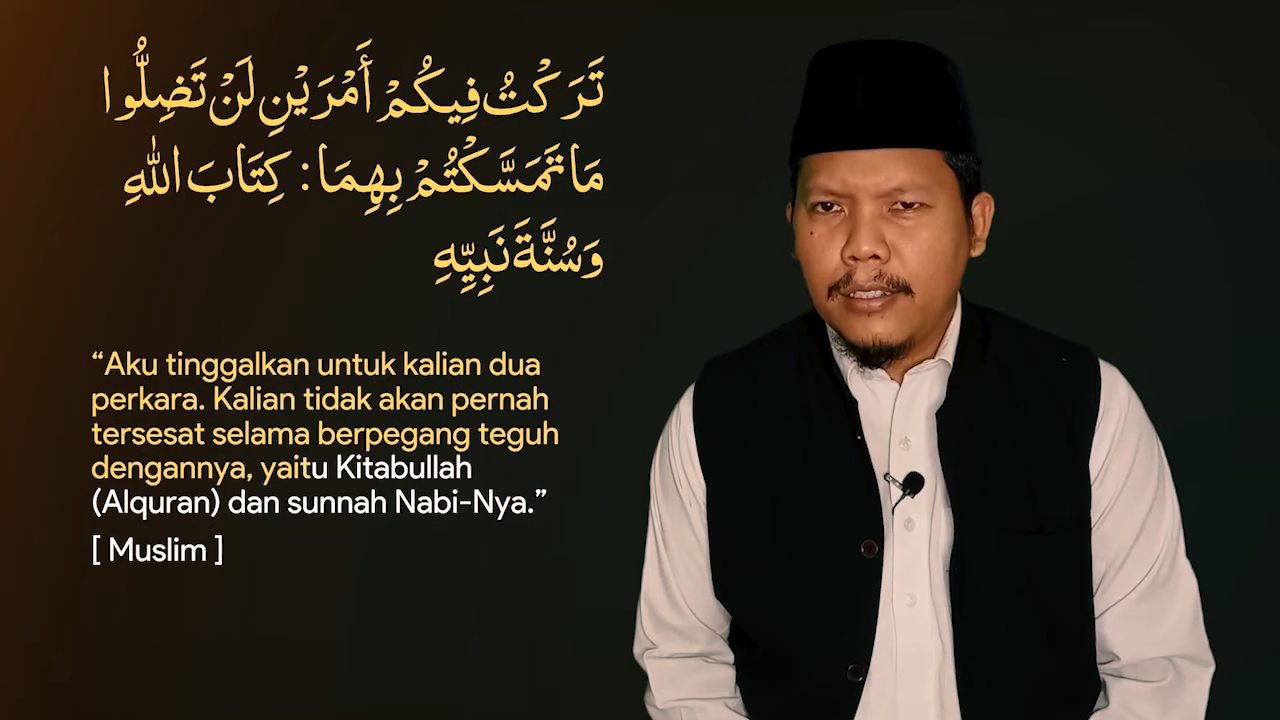 تَرَكْتُ فِيكُمْ أَمْرَيْنِ لَنْ تَضِلُّوا
مَا تَمَسَّكْتُمْ بِهِمَا : كِتَابَ اللهِ
وَسُنَّةَ نَبِيِّهِ
“Aku tinggalkan untuk kalian dua
perkara. Kalian tidak akan pernah
tersesat selama berpegang teguh
dengannya, yaitu Kitabullah
(Alquran) dan sunnah Nabi-Nya.”
[ Muslim ]